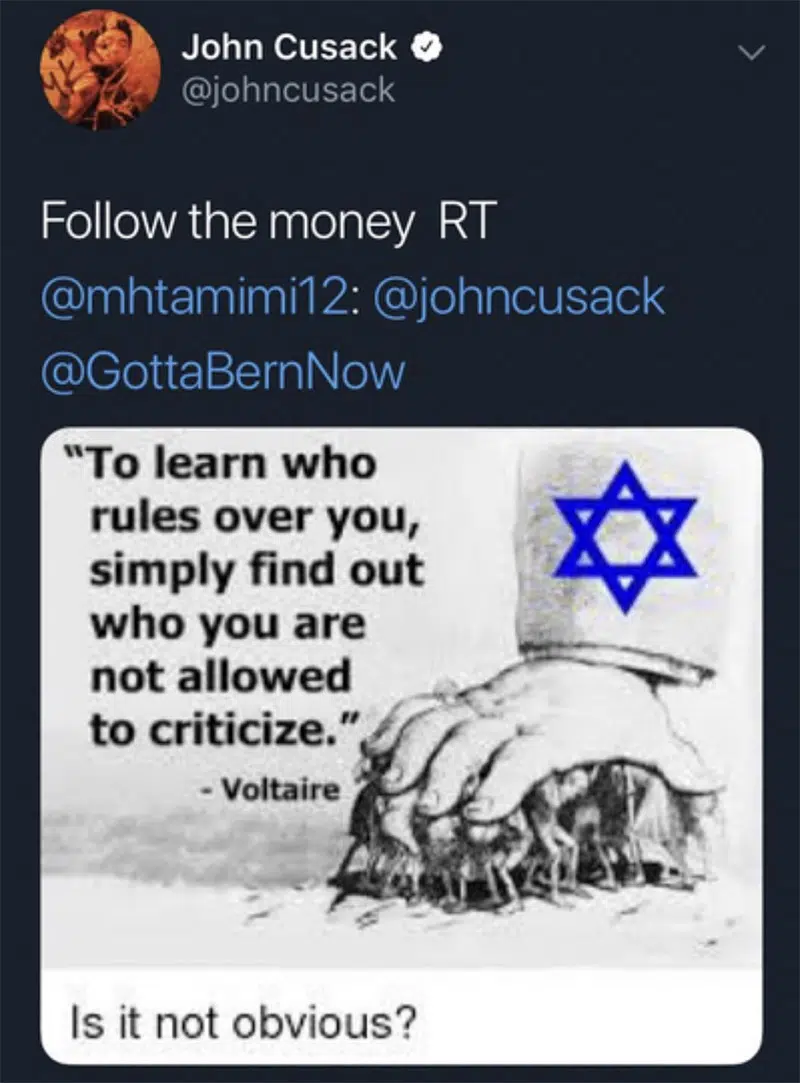 John Cusack
@johncusack
Follow the money RT
@mhtamimi12: @johncusack
@GottaBernNow
"To learn who
rules over you,
simply find out
who you are
not allowed
to criticize."
- Voltaire
Is it not obvious?